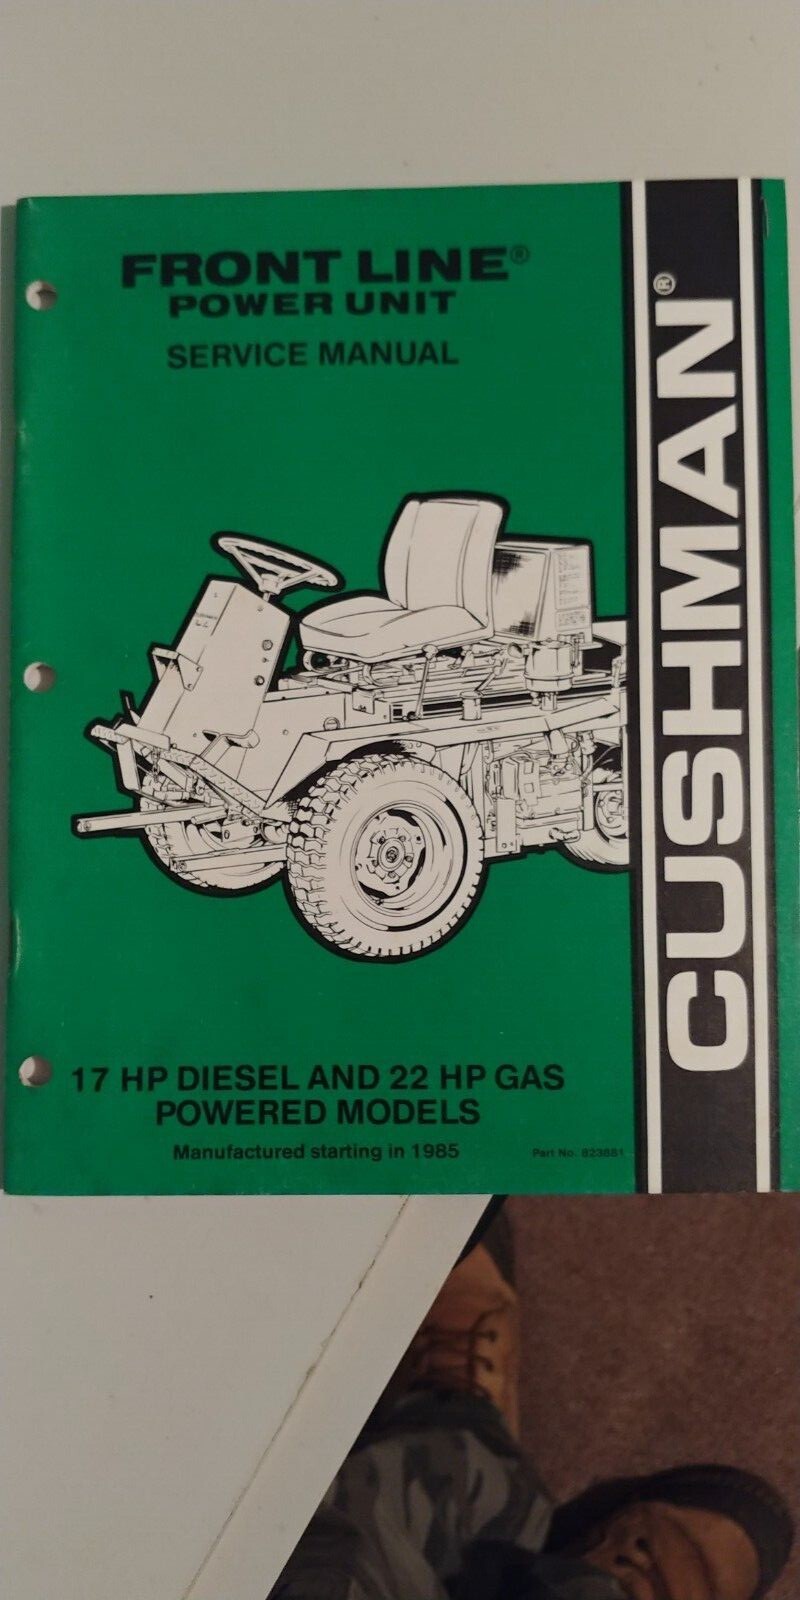 FRONT LINE®
POWER UNIT
SERVICE MANUAL
CUSHMAN®
17 HP DIESEL AND 22 HP GAS
POWERED MODELS
Manufactured starting in 1985
Part No. 823881